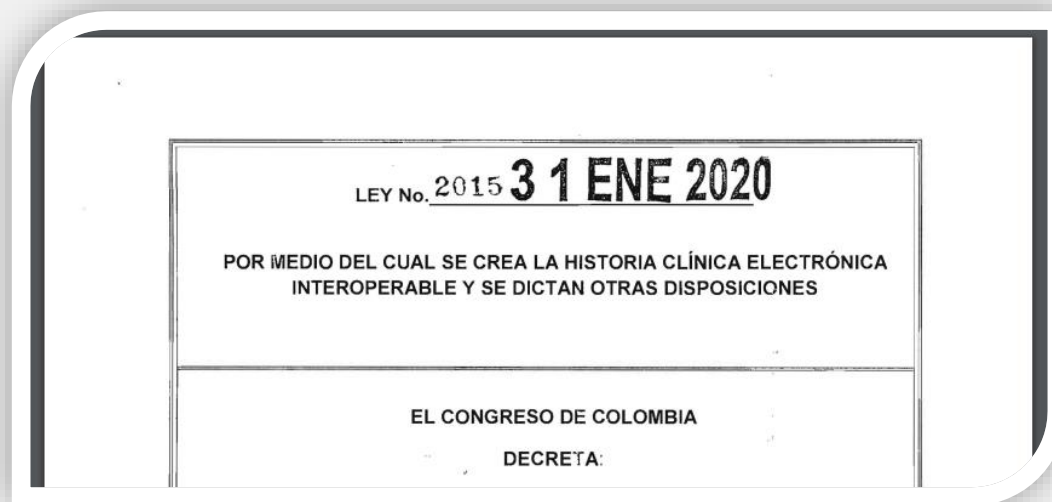 LEY No. 2015 31 ENE 2020
POR MEDIO DEL CUAL SE CREA LA HISTORIA CLÍNICA ELECTRÓNICA
INTEROPERABLE Y SE DICTAN OTRAS DISPOSICIONES
EL CONGRESO DE COLOMBIA
DECRETA: